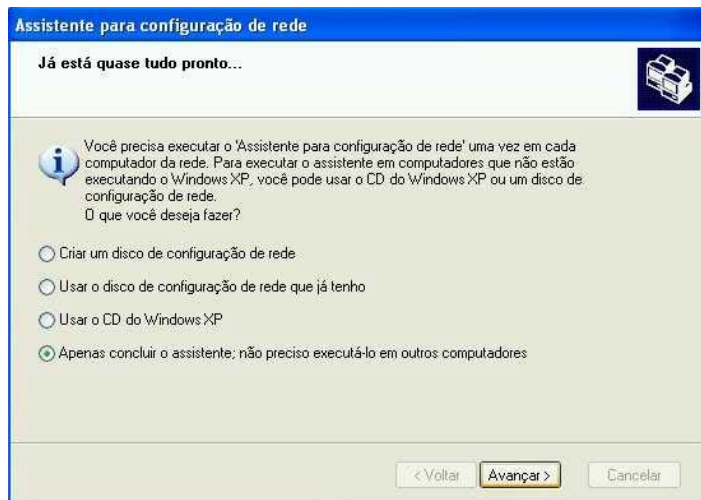 Assistente para configuração de rede
Já está quase tudo pronto...
Você precisa executar o 'Assistente para configuração de rede' uma vez em cada
computador da rede. Para executar o assistente em computadores que não estão
executando o Windows XP, você pode usar o CD do Windows XP ou um disco de
configuração de rede.
O que você deseja fazer?
Criar um disco de configuração de rede
Usar o disco de configuração de rede que já tenho
Usar o CD do Windows XP
Apenas concluir o assistente; não preciso executá-lo em outros computadores
< Voltar Avançar > Cancelar